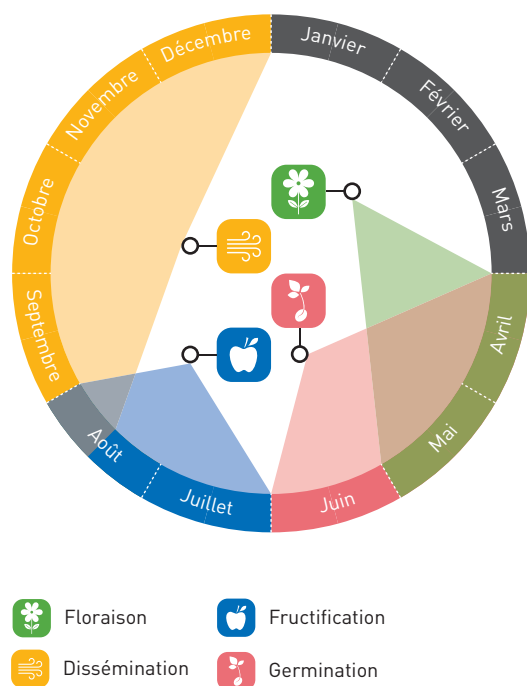 Janvier
Février
Mars
Avril
Mai
Juin
Juillet
Août
Septembre
Octobre
Novembre
Décembre
Floraison
Fructification
Dissémination
Germination